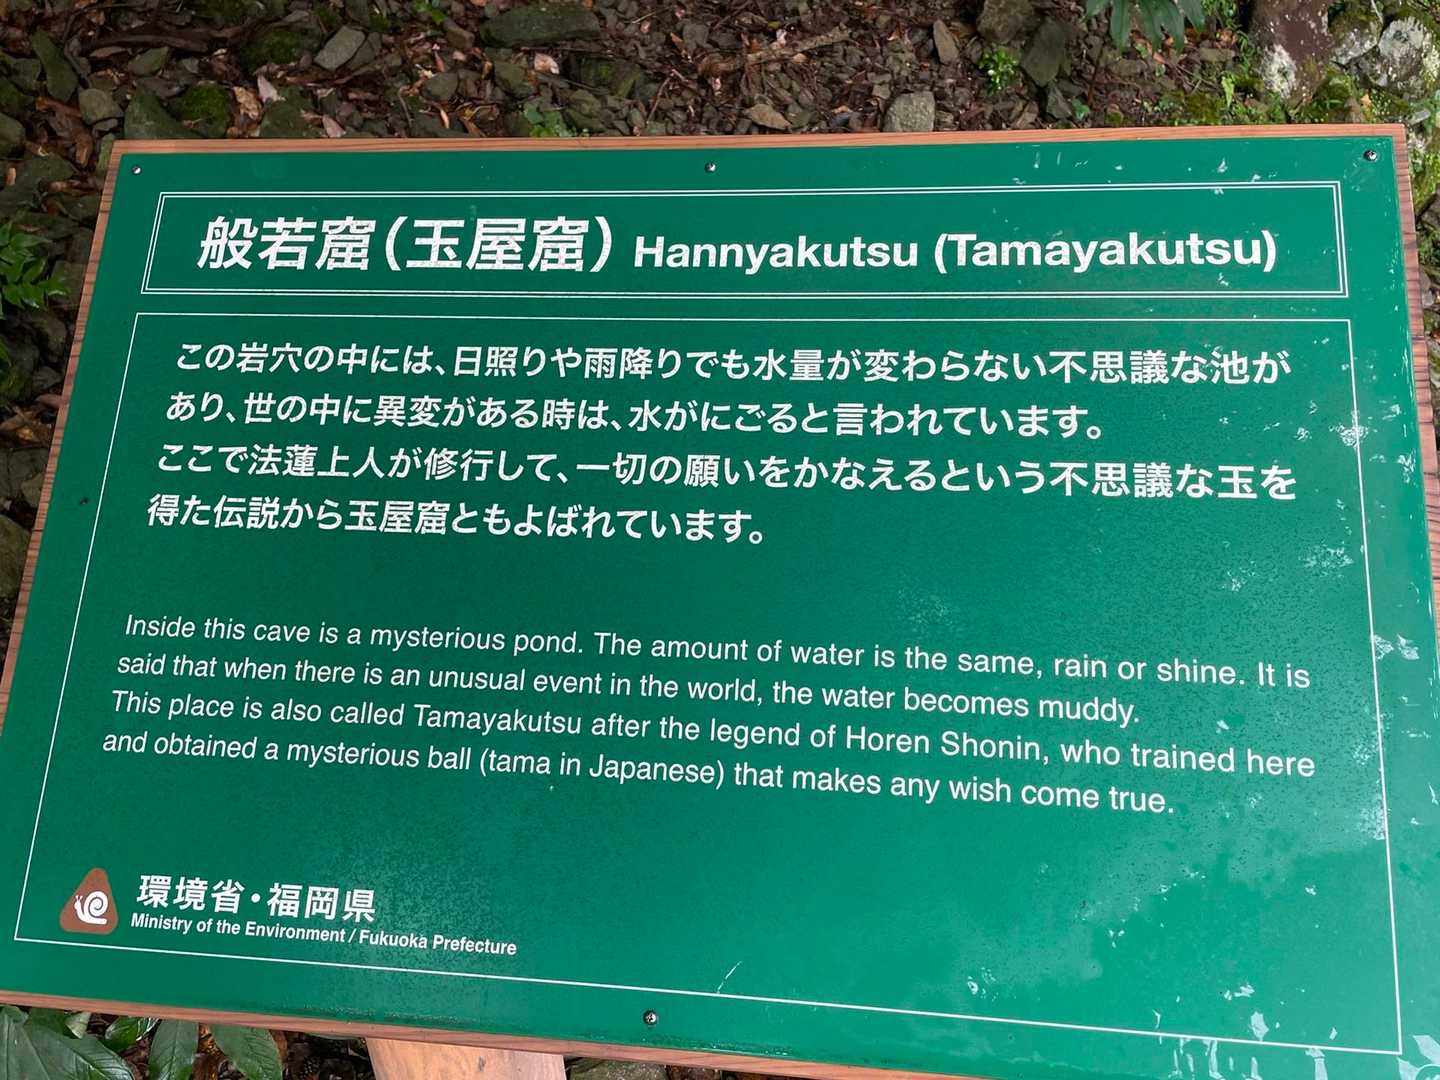 般若窟(玉屋窟) Hannyakutsu (Tamayakutsu)
この岩穴の中には、日照りや雨降りでも水量が変わらない不思議な池が
あり、世の中に異変がある時は、水がにごると言われています。
ここで法蓮上人が修行して、一切の願いをかなえるという不思議な玉を
得た伝説から玉屋窟ともよばれています。
Inside this cave is a mysterious pond. The amount of water is the same, rain or shine. It is
said that when there is an unusual event in the world, the water becomes muddy.
This place is also called Tamayakutsu after the legend of Horen Shonin, who trained here
and obtained a mysterious ball (tama in Japanese) that makes any wish come true.
環境省・福岡県
Ministry of the Environment / Fukuoka Prefecture